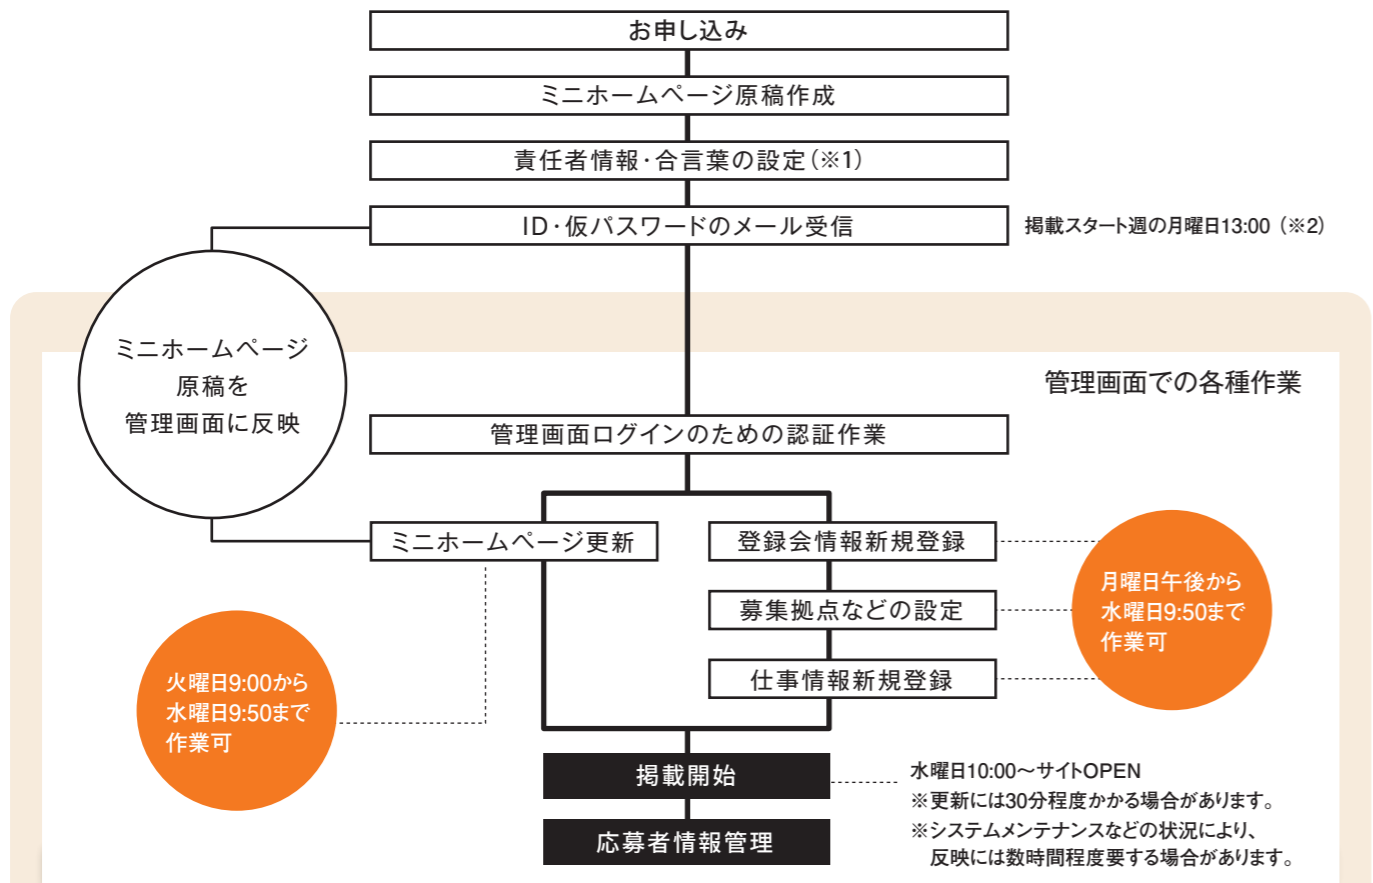 お申し込み
ミニホームページ原稿作成
責任者情報・合言葉の設定（※1）
ID・仮パスワードのメール受信
掲載スタート週の月曜日13:00（※2）
ミニホームページ
原稿を
管理画面に反映
管理画面での各種作業
管理画面ログインのための認証作業
ミニホームページ更新
登録会情報新規登録
募集拠点などの設定
仕事情報新規登録
月曜日午後から
水曜日9:50まで
作業可
火曜日9:00から
水曜日9:50まで
作業可
掲載開始
水曜日10:00～サイトOPEN
※更新には30分程度かかる場合があります。
※システムメンテナンスなどの状況により、
反映には数時間程度要する場合があります。
応募者情報管理